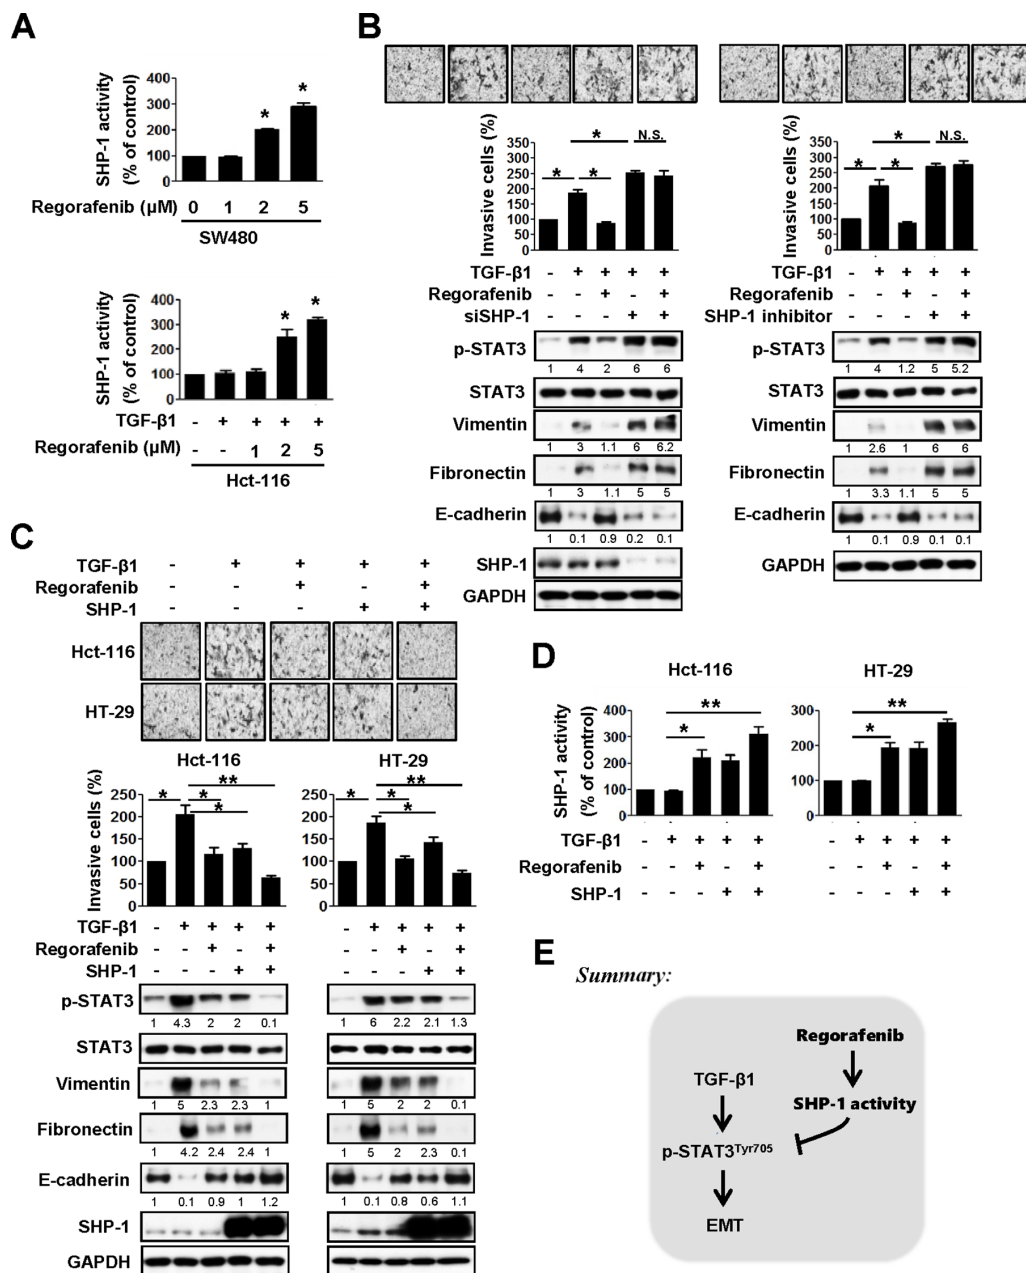 A
SHP-1 activity
(% of control)
400
300
200
100
0
* *
Regorafenib (μM) 0 1 2 5
SW480
SHP-1 activity
(% of control)
400
300
200
100
0
* *
TGF-β1 - + + + +
Regorafenib (μM) 1 2 5
Hct-116
B
Invasive cells (%)
350
300
250
200
150
100
50
0
* * * N.S.
TGF-β1 - + + + +
Regorafenib - - + - +
siSHP-1 - - - + +
p-STAT3
1 4 2 6 6
STAT3
Vimentin
1 3 1.1 6 6.2
Fibronectin
1 3 1.1 5 5
E-cadherin
1 0.1 0.9 0.2 0.1
SHP-1
GAPDH
Invasive cells (%)
350
300
250
200
150
100
50
0
* * * N.S.
TGF-β1 - + + + +
Regorafenib - - + - +
SHP-1 inhibitor - - - + +
p-STAT3
1 4 1.2 5 5.2
STAT3
Vimentin
1 2.6 1 6 6
Fibronectin
1 3.3 1.1 5 5
E-cadherin
1 0.1 0.9 0.1 0.1
GAPDH
C
TGF-β1 - + + + +
Regorafenib - - + - +
SHP-1 - - - + +
Hct-116
HT-29
Hct-116
Invasive cells (%)
250
200
150
100
50
0
* * * **
HT-29
250
200
150
100
50
0
* * * **
TGF-β1 - + + + + - + + + +
Regorafenib - - + - + - - + - +
SHP-1 - - - + + - - - + +
p-STAT3
1 4.3 2 2 0.1 1 6 2.2 2.1 1.3
STAT3
Vimentin
1 5 2.3 2.3 1 1 5 2 2 0.1
Fibronectin
1 4.2 2.4 2.4 1 1 5 2 2.3 0.1
E-cadherin
1 0.1 0.9 1 1.2 1 0.1 0.8 0.6 1.1
SHP-1
GAPDH
D
Hct-116
SHP-1 activity
(% of control)
400
300
200
100
0
* **
HT-29
300
200
100
0
* **
TGF-β1 - + + + + - + + + +
Regorafenib - - + - + - - + - +
SHP-1 - - - + + - - - + +
E
Summary:
Regorafenib
TGF-β1
SHP-1 activity
p-STAT3Tyr705
EMT